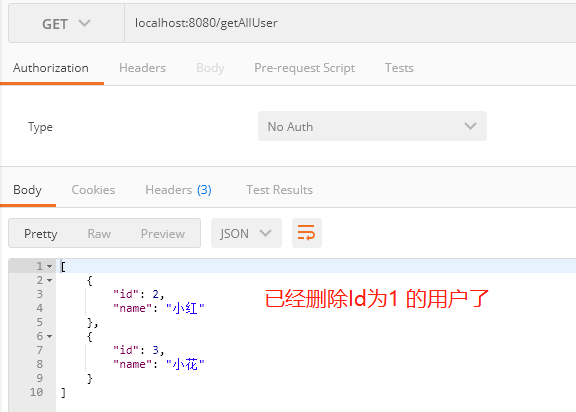 GET localhost:8080/getAllUser
Authorization Headers Body Pre-request Script Tests
Type No Auth
Body Cookies Headers (3) Test Results
Pretty Raw Preview JSON
1 [
2 {
3 "id": 2,
4 "name": "小红"
5 },
6 {
7 "id": 3,
8 "name": "小花"
9 }
10 ]
已经删除Id为1 的用户了